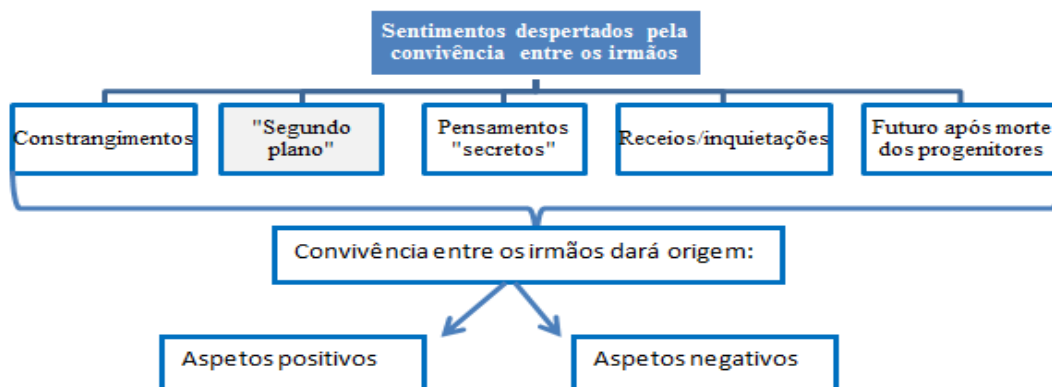 Sentimentos despertados pela
convivência entre os irmãos
Constrangimentos
"Segundo
plano"
Pensamentos
"secretos"
Receios/inquietações
Futuro após morte
dos progenitores
Convivência entre os irmãos dará origem:
Aspetos positivos
Aspetos negativos